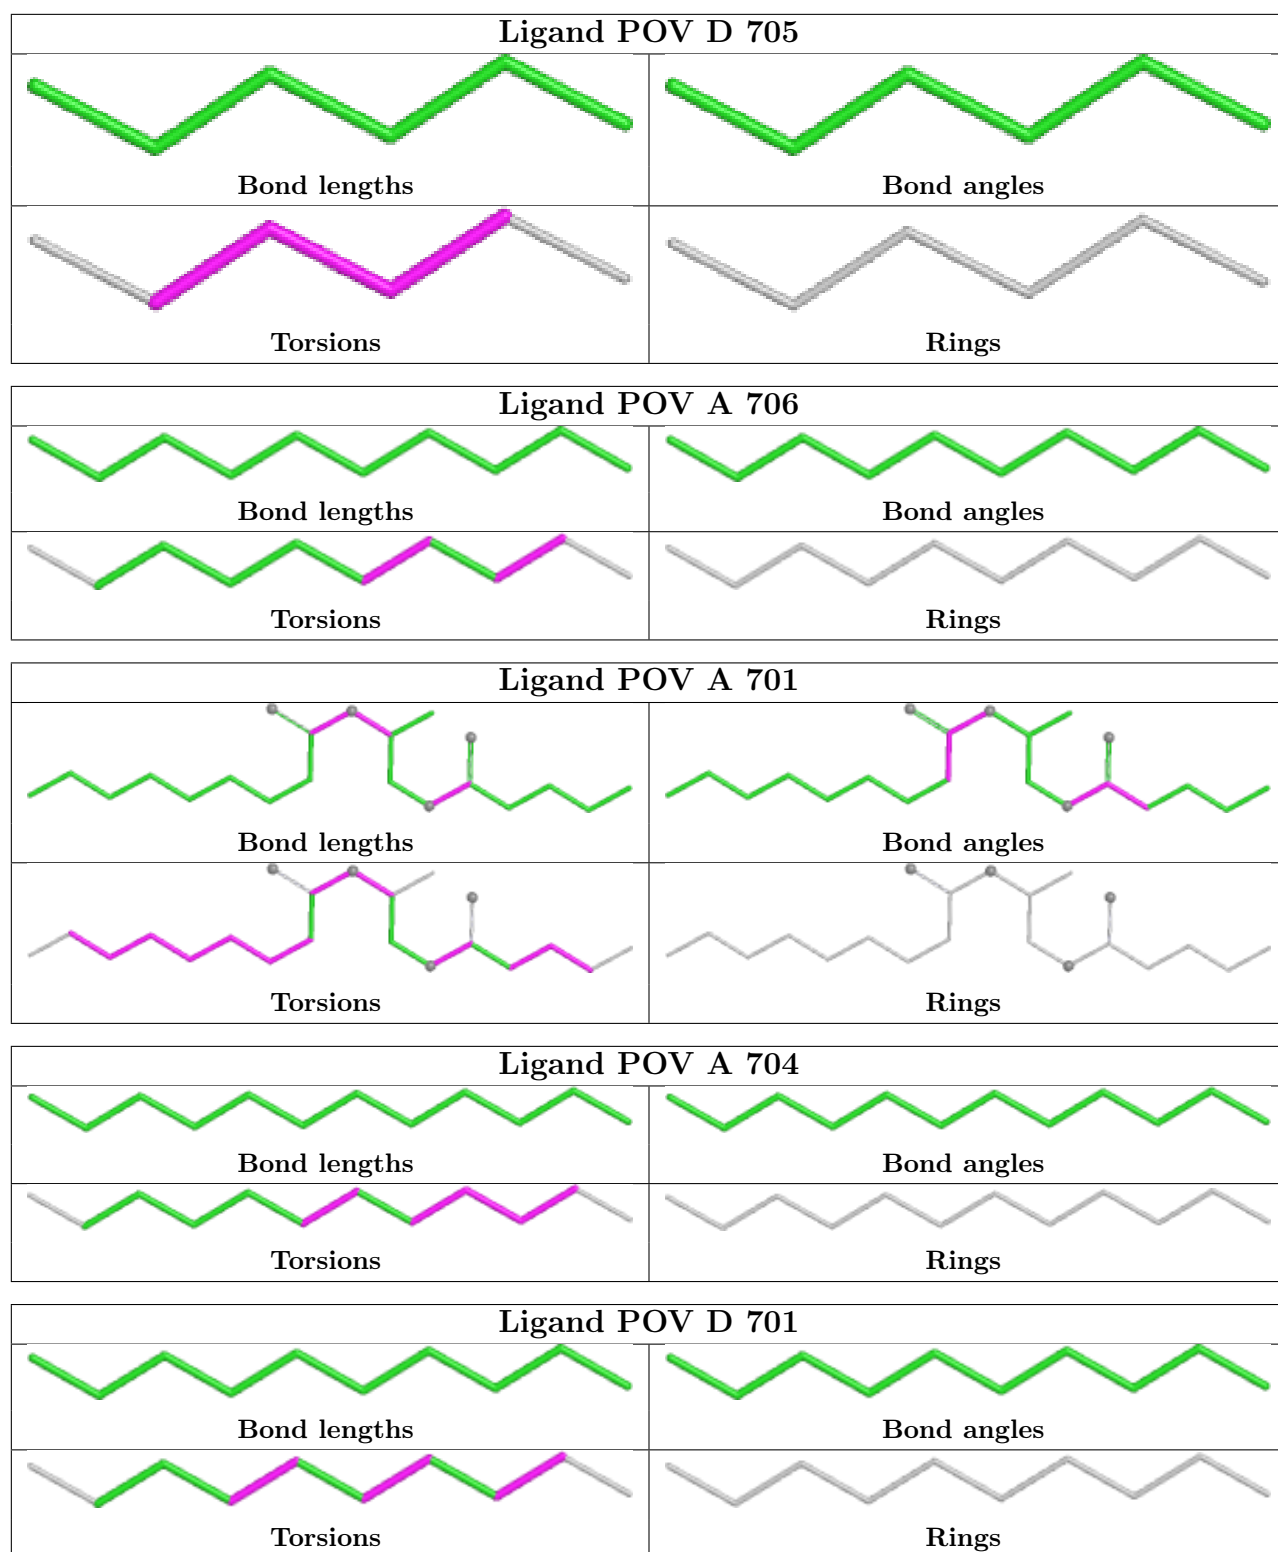 Ligand POV D 705
Bond lengths
Bond angles
Torsions
Rings
Ligand POV A 706
Bond lengths
Bond angles
Torsions
Rings
Ligand POV A 701
Bond lengths
Bond angles
Torsions
Rings
Ligand POV A 704
Bond lengths
Bond angles
Torsions
Rings
Ligand POV D 701
Bond lengths
Bond angles
Torsions
Rings